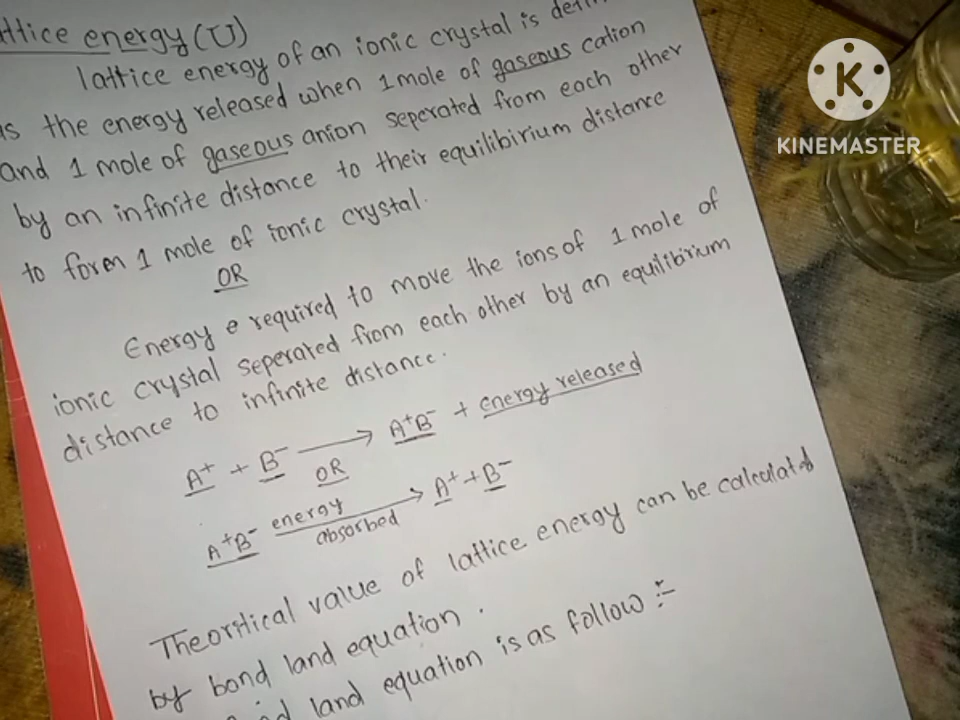 ttice energy (U)
lattice energy of an ionic crystal is defin
is the energy released when 1 mole of gaseous cation
and 1 mole of gaseous anion seperated from each other
by an infinite distance to their equilibirium distance
to form 1 mole of ionic crystal.
OR
Energy e required to move the ions of 1 mole of
ionic crystal seperated from each other by an equilibirium
distance to infinite distance.
A⁺ + B⁻ → A⁺B⁻ + energy released
OR
A⁺B⁻ energy absorbed → A⁺ + B⁻
Theoritical value of lattice energy can be calculated
by bond land equation.
land equation is as follow :-
K
KINEMASTER